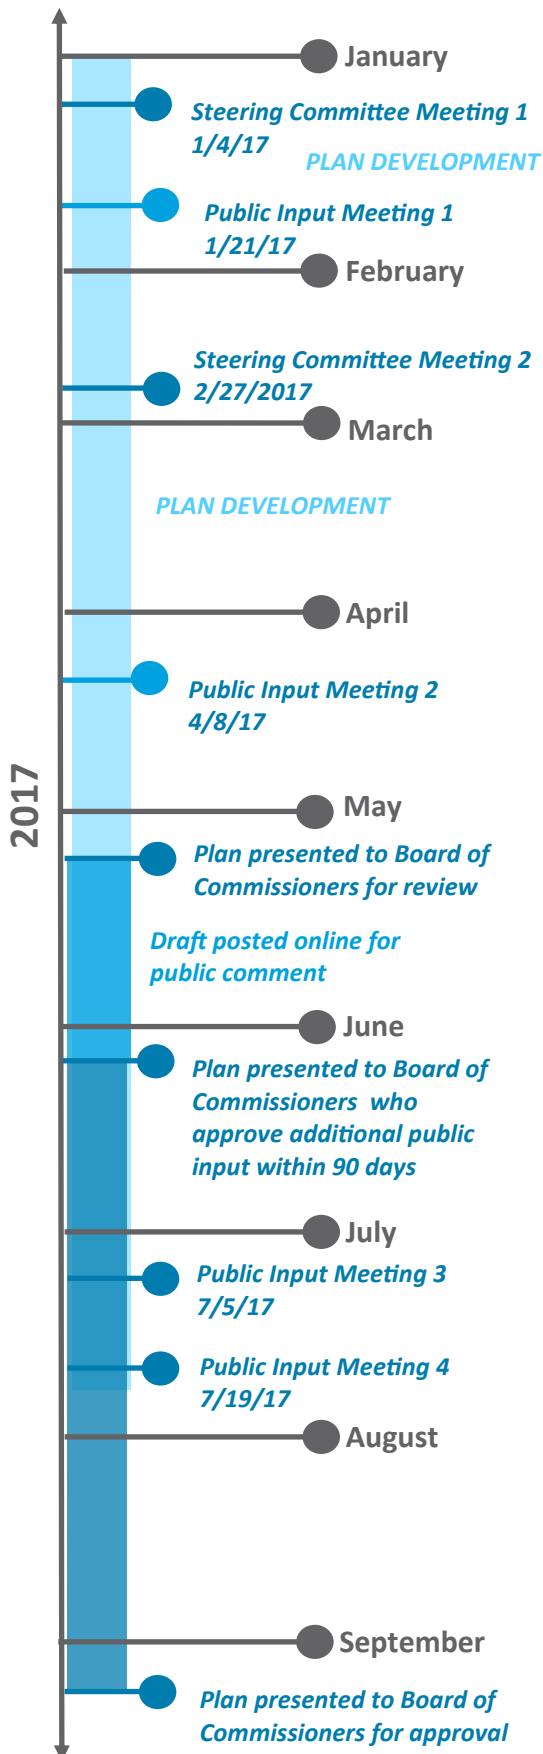 January
Steering Committee Meeting 1
1/4/17
PLAN DEVELOPMENT
Public Input Meeting 1
1/21/17
February
Steering Committee Meeting 2
2/27/2017
March
PLAN DEVELOPMENT
April
Public Input Meeting 2
4/8/17
2017
May
Plan presented to Board of
Commissioners for review
Draft posted online for
public comment
June
Plan presented to Board of
Commissioners who
approve additional public
input within 90 days
July
Public Input Meeting 3
7/5/17
Public Input Meeting 4
7/19/17
August
September
Plan presented to Board of
Commissioners for approval